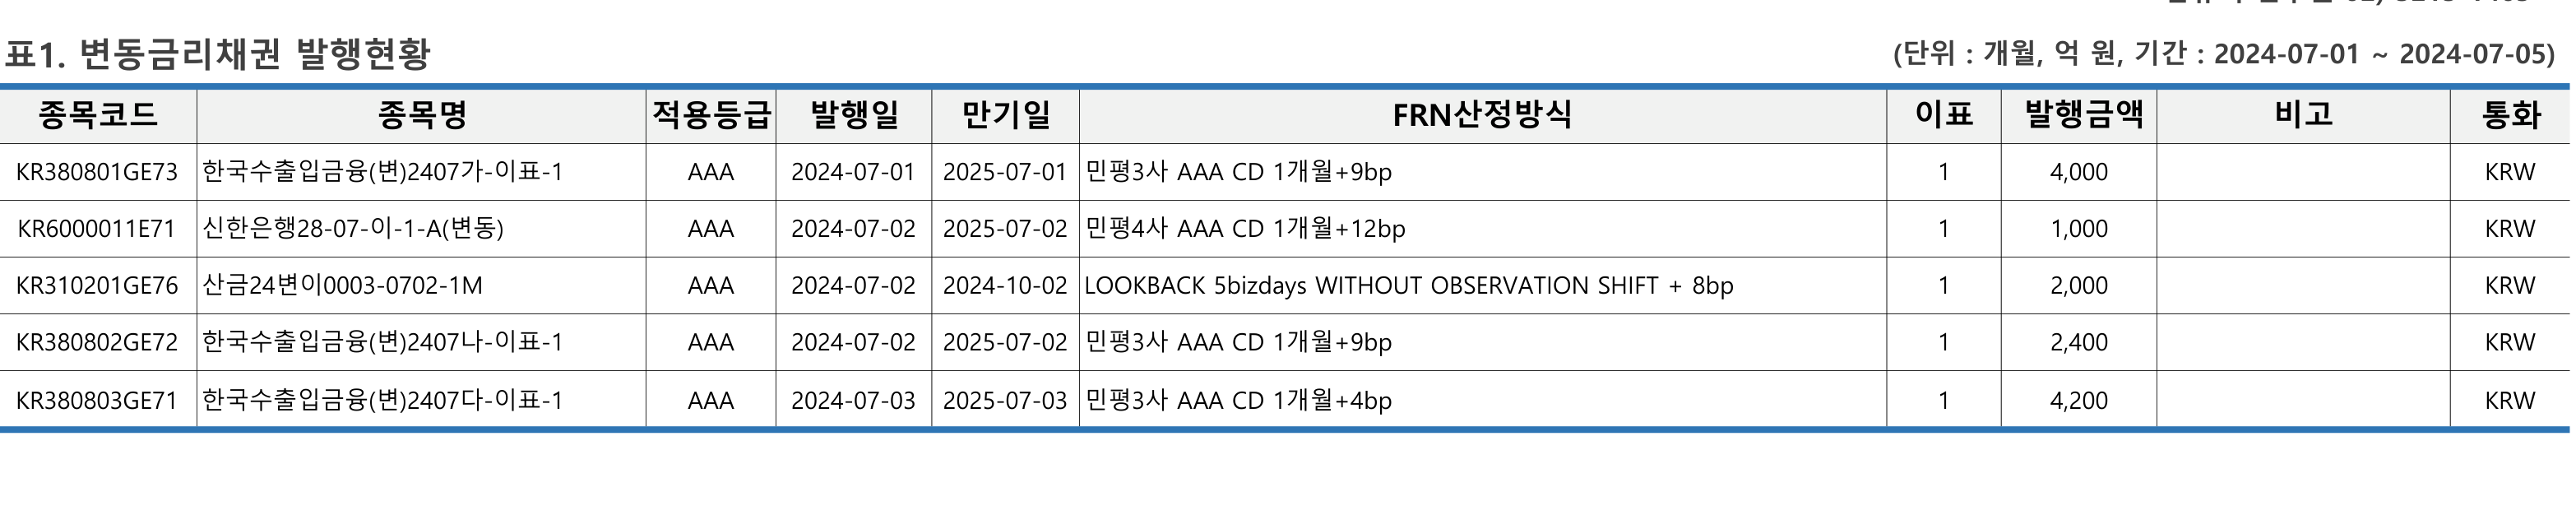 표1. 변동금리채권 발행현황 (단위 : 개월, 억 원, 기간 : 2024-07-01 ~ 2024-07-05)
종목코드 종목명 적용등급 발행일 만기일 FRN산정방식 이표 발행금액 비고 통화
KR380801GE73 한국수출입금융(변)2407가-이표-1 AAA 2024-07-01 2025-07-01 민평3사 AAA CD 1개월+9bp 1 4,000 KRW
KR6000011E71 신한은행28-07-이-1-A(변동) AAA 2024-07-02 2025-07-02 민평4사 AAA CD 1개월+12bp 1 1,000 KRW
KR310201GE76 산금24변이0003-0702-1M AAA 2024-07-02 2024-10-02 LOOKBACK 5bizdays WITHOUT OBSERVATION SHIFT + 8bp 1 2,000 KRW
KR380802GE72 한국수출입금융(변)2407나-이표-1 AAA 2024-07-02 2025-07-02 민평3사 AAA CD 1개월+9bp 1 2,400 KRW
KR380803GE71 한국수출입금융(변)2407다-이표-1 AAA 2024-07-03 2025-07-03 민평3사 AAA CD 1개월+4bp 1 4,200 KRW